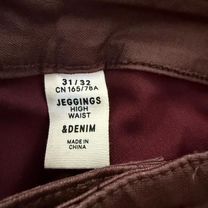 31/32
CN 165/76A
JEGGINGS
HIGH
WAIST
&DENIM
MADE IN
CHINA